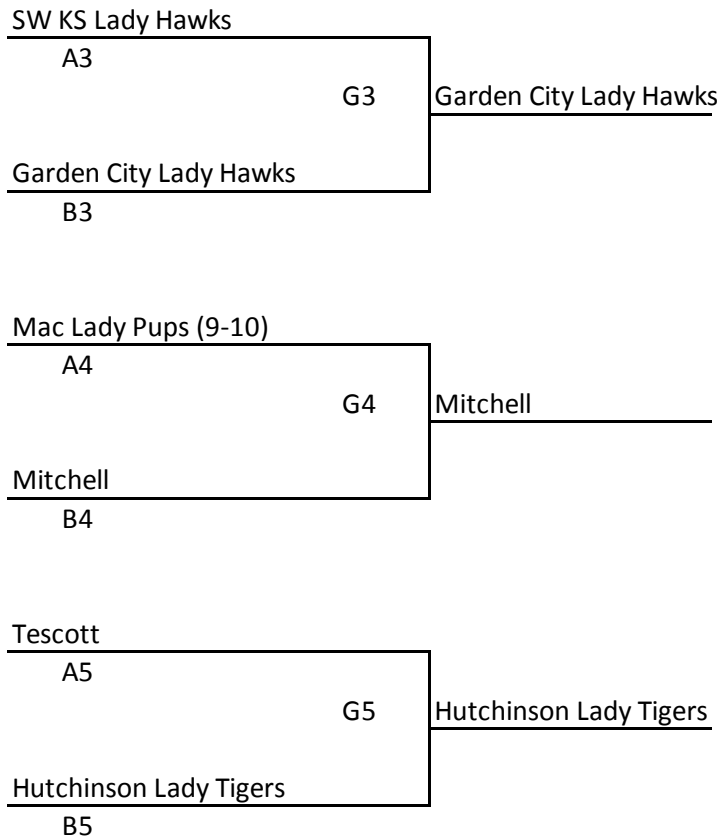 SW KS Lady Hawks
A3
G3
Garden City Lady Hawks
Garden City Lady Hawks
B3
Mac Lady Pups (9-10)
A4
G4
Mitchell
Mitchell
B4
Tescott
A5
G5
Hutchinson Lady Tigers
Hutchinson Lady Tigers
B5